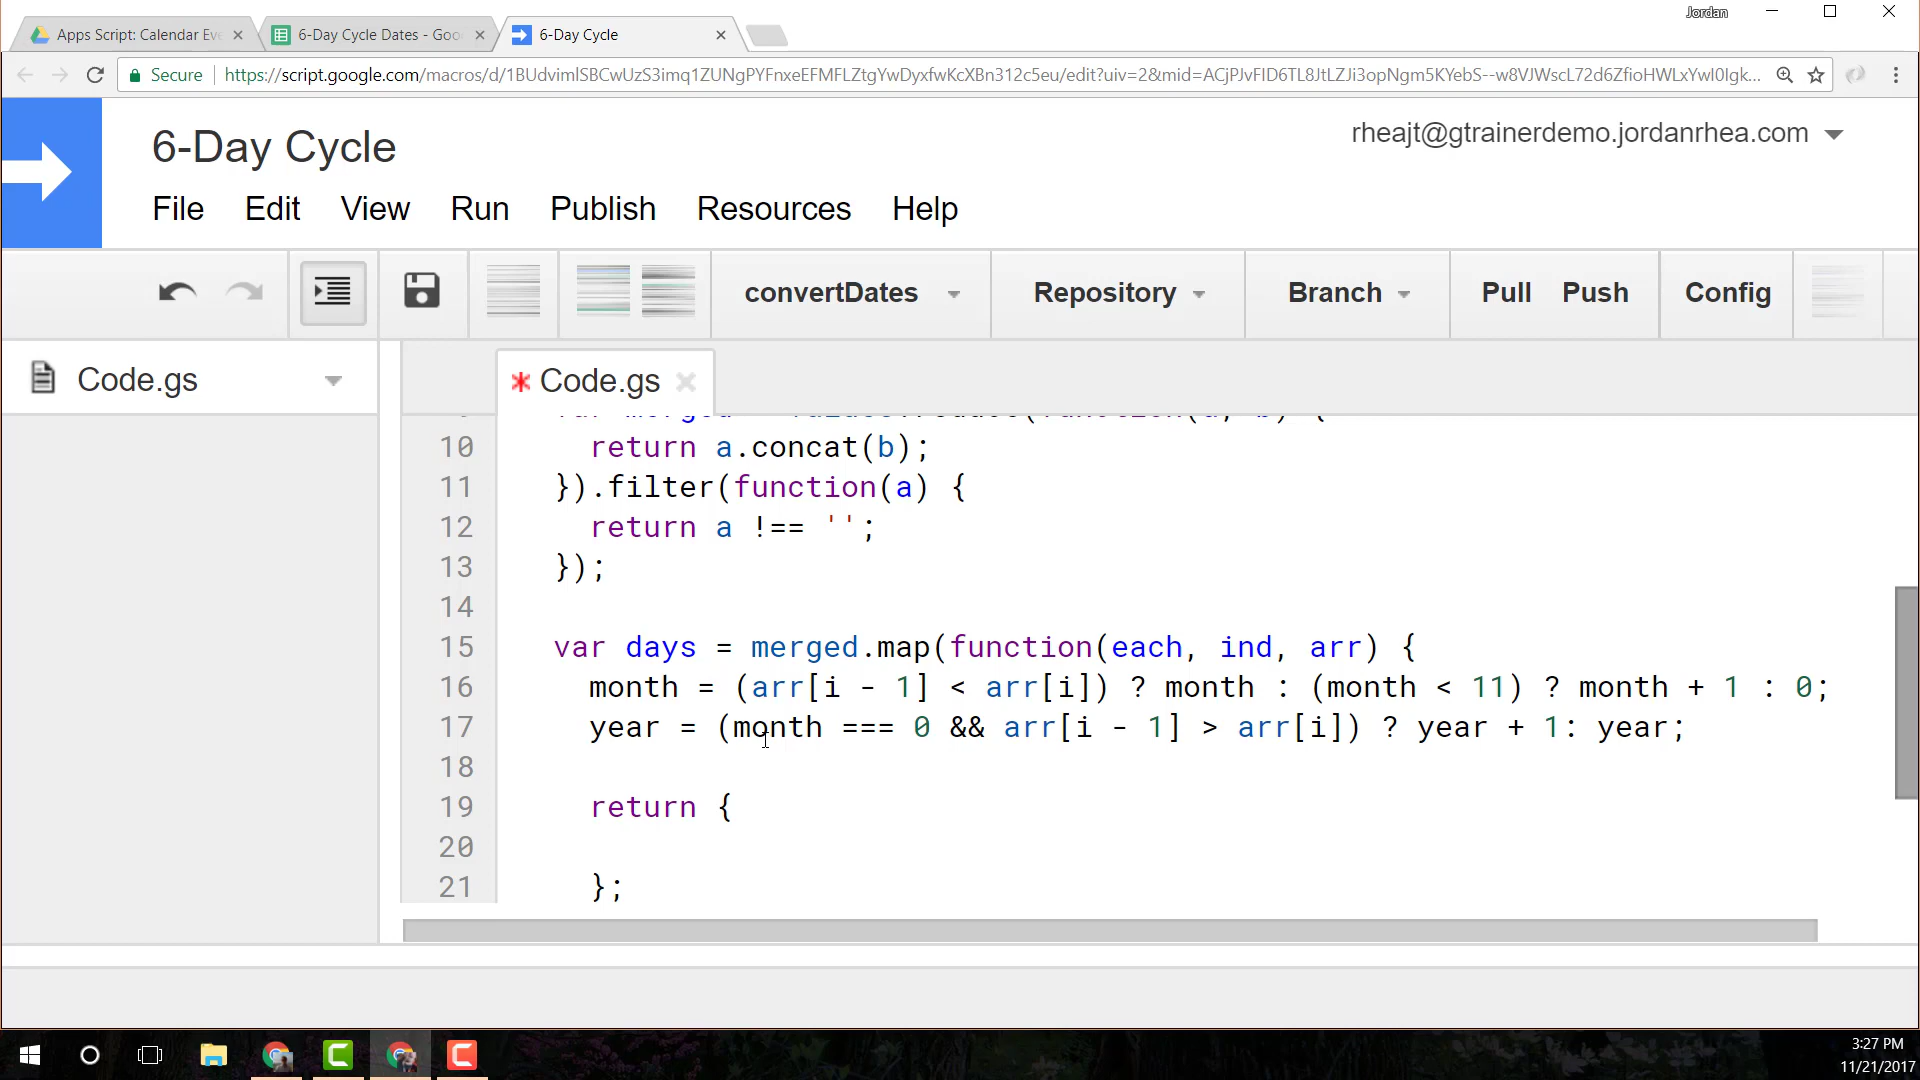 Jordan
Apps Script: Calendar Eve
6-Day Cycle Dates - Goo
6-Day Cycle
Secure
https://script.google.com/macros/d/1BUdvimlSBCwUzS3imq1ZUNgPYFnxeEFMFLZtgYwDyxfwKcXBn312c5eu/edit?uiv=2&mid=ACjPJvFID6TL8JtLZJi3opNgm5KYebS--w8VJWscL72d6ZfioHWLxYwI0Igk...
6-Day Cycle
rheajt@gtrainerdemo.jordanrhea.com
File Edit View Run Publish Resources Help
convertDates Repository Branch Pull Push Config
Code.gs
* Code.gs
10 return a.concat(b);
11 }).filter(function(a) {
12 return a !== '';
13 });
14
15 var days = merged.map(function(each, ind, arr) {
16 month = (arr[i - 1] < arr[i]) ? month : (month < 11) ? month + 1 : 0;
17 year = (month === 0 && arr[i - 1] > arr[i]) ? year + 1: year;
18
19 return {
20
21 };
3:27 PM
11/21/2017